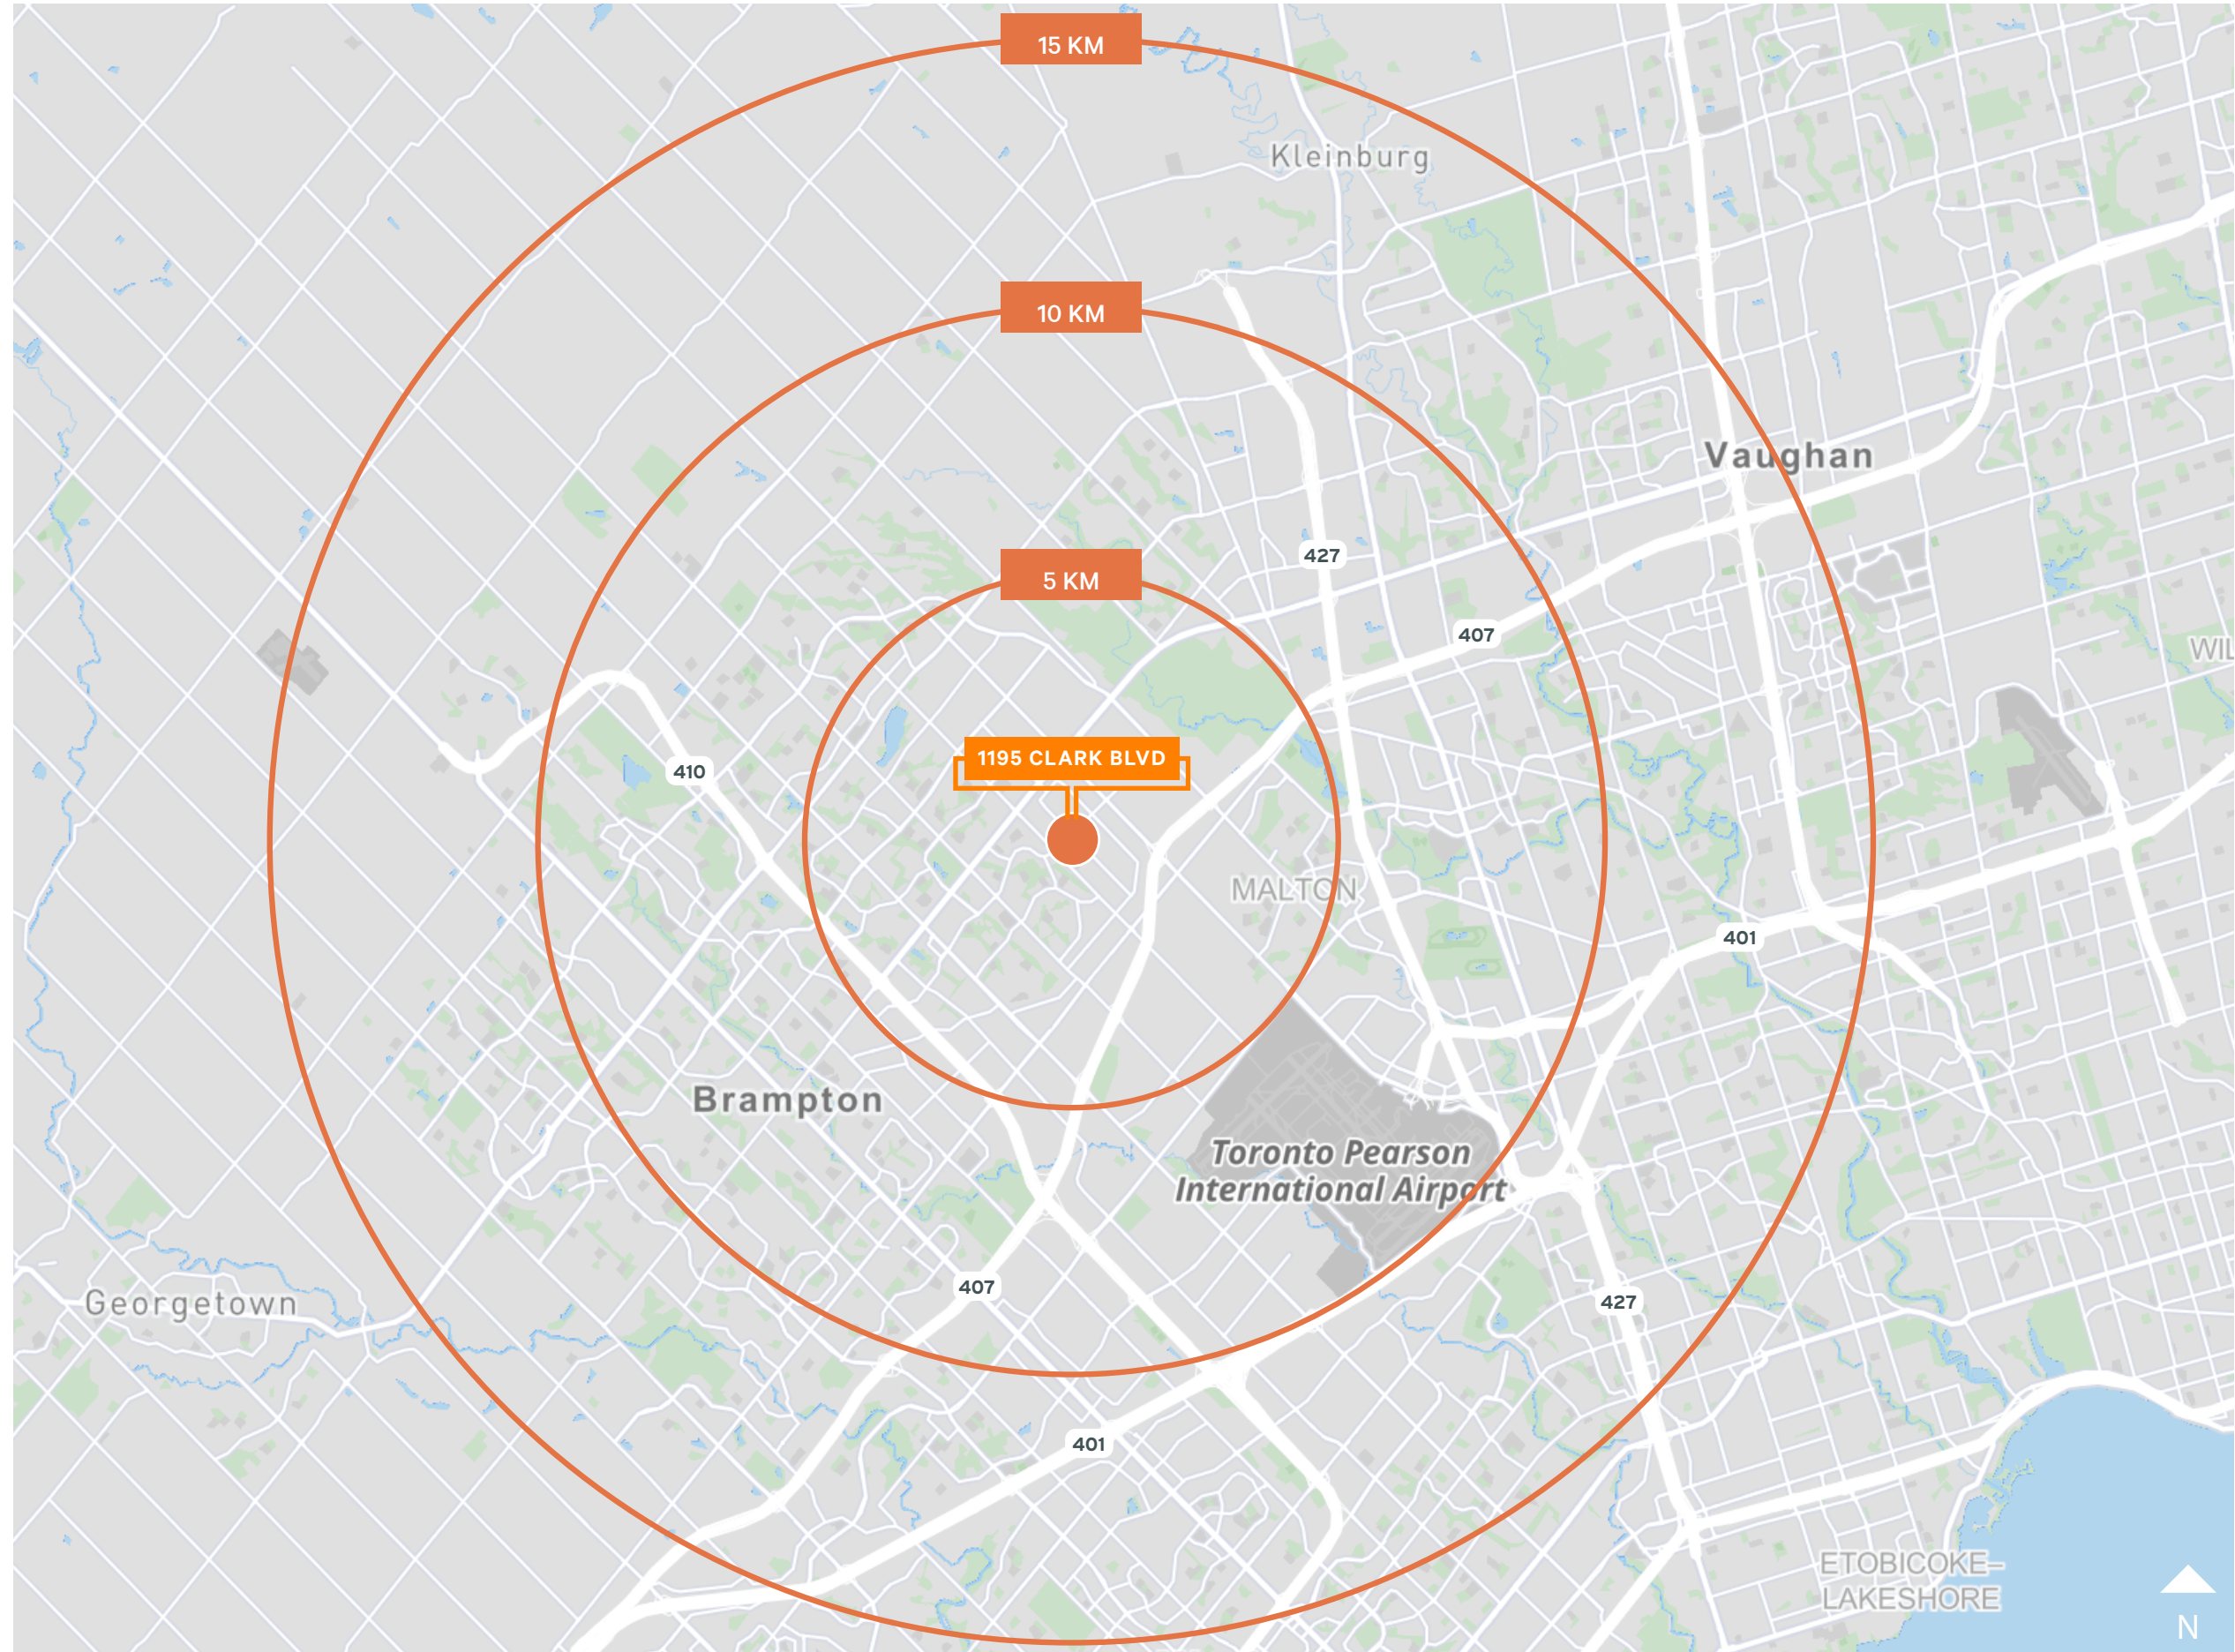 15 KM
Kleinburg
10 KM
Vaughan
427
5 KM
407
WIL
1195 CLARK BLVD
410
MALTON
401
Brampton
Toronto Pearson
International Airport
407
427
Georgetown
401
ETOBICOKE–
LAKESHORE
N